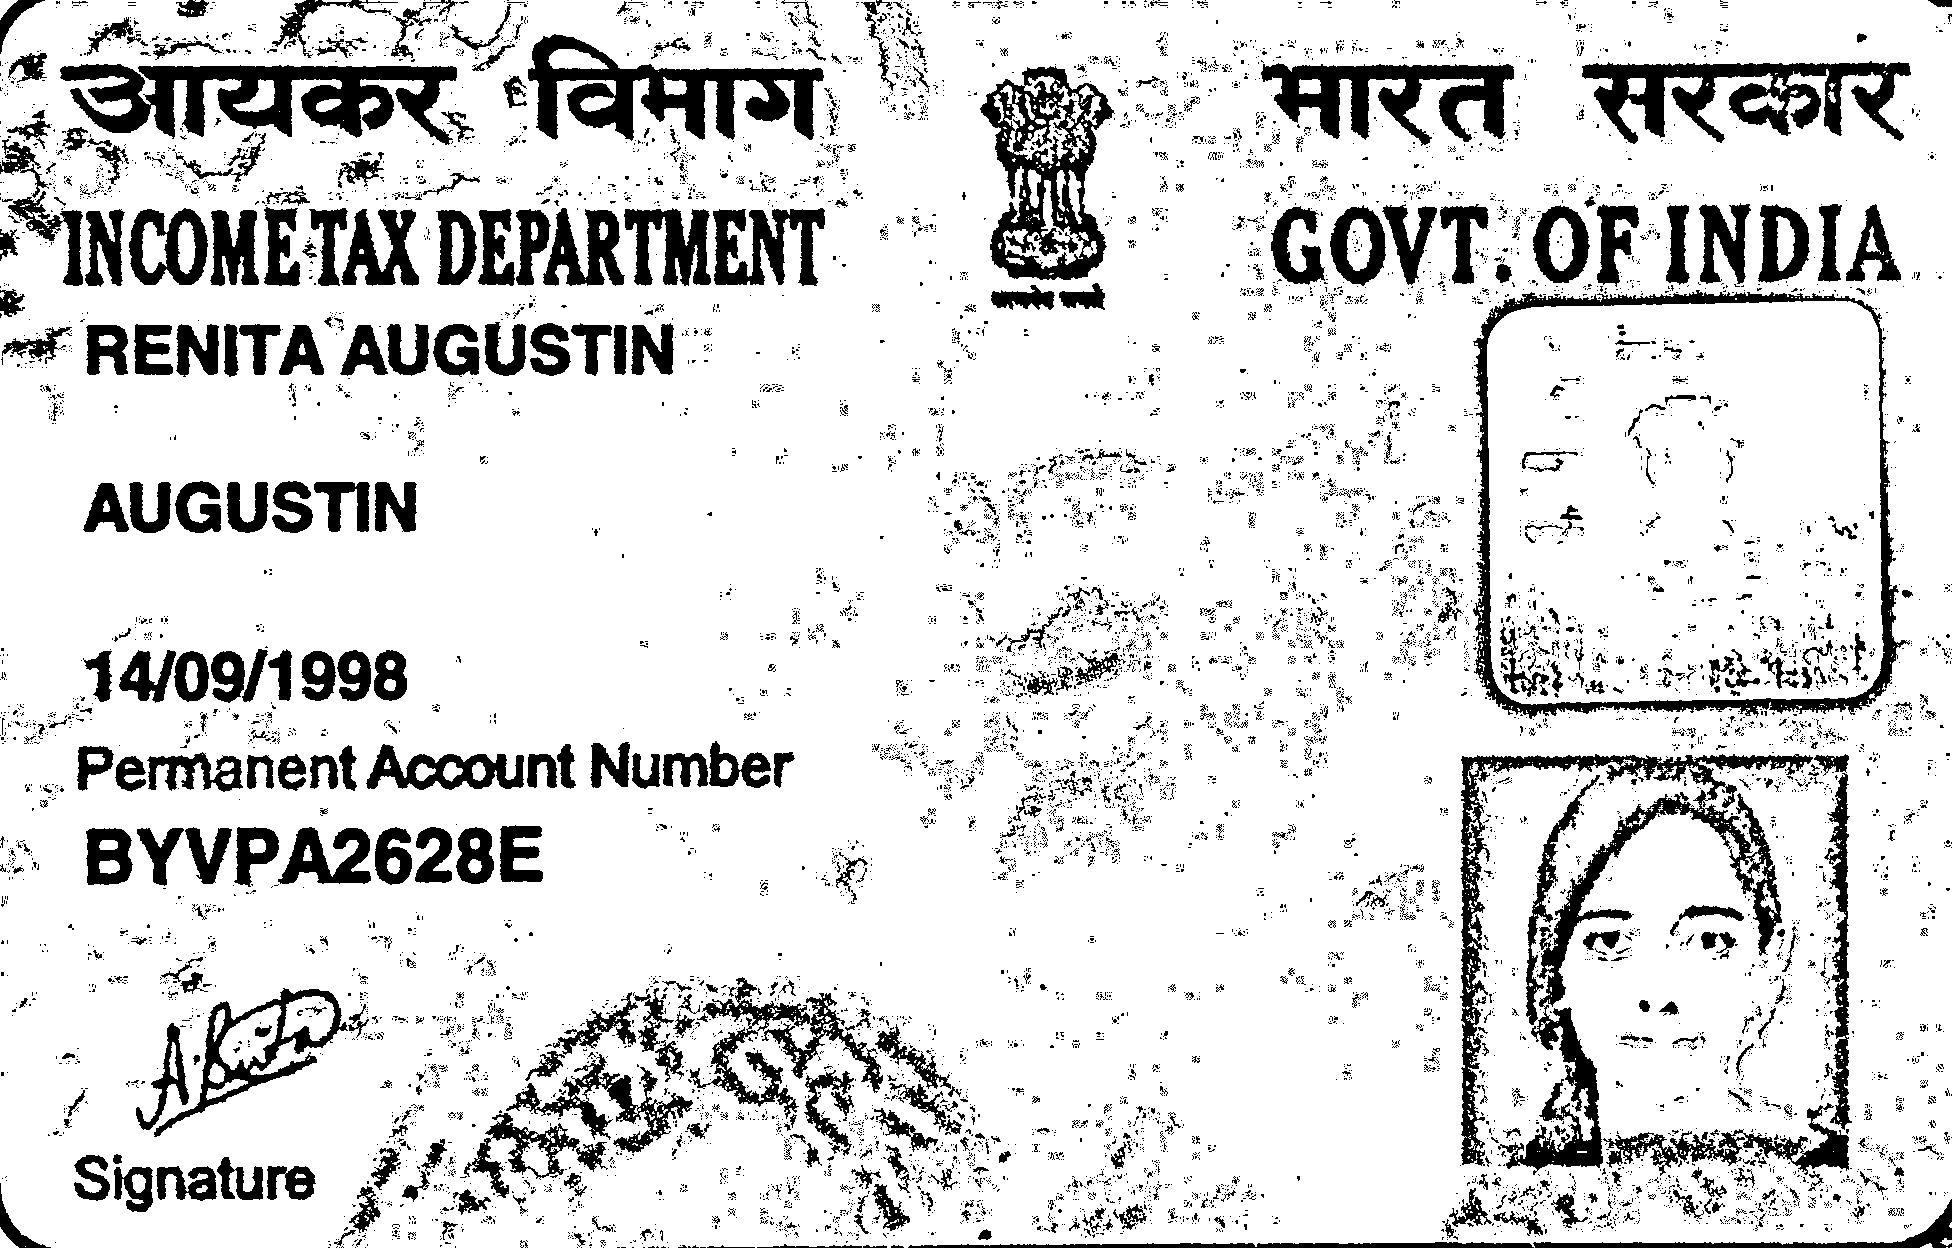 आयकर विभाग
भारत सरकार
INCOME TAX DEPARTMENT
GOVT. OF INDIA
सत्यमेव जयते
RENITA AUGUSTIN
AUGUSTIN
14/09/1998
Permanent Account Number
BYVPA2628E
Signature